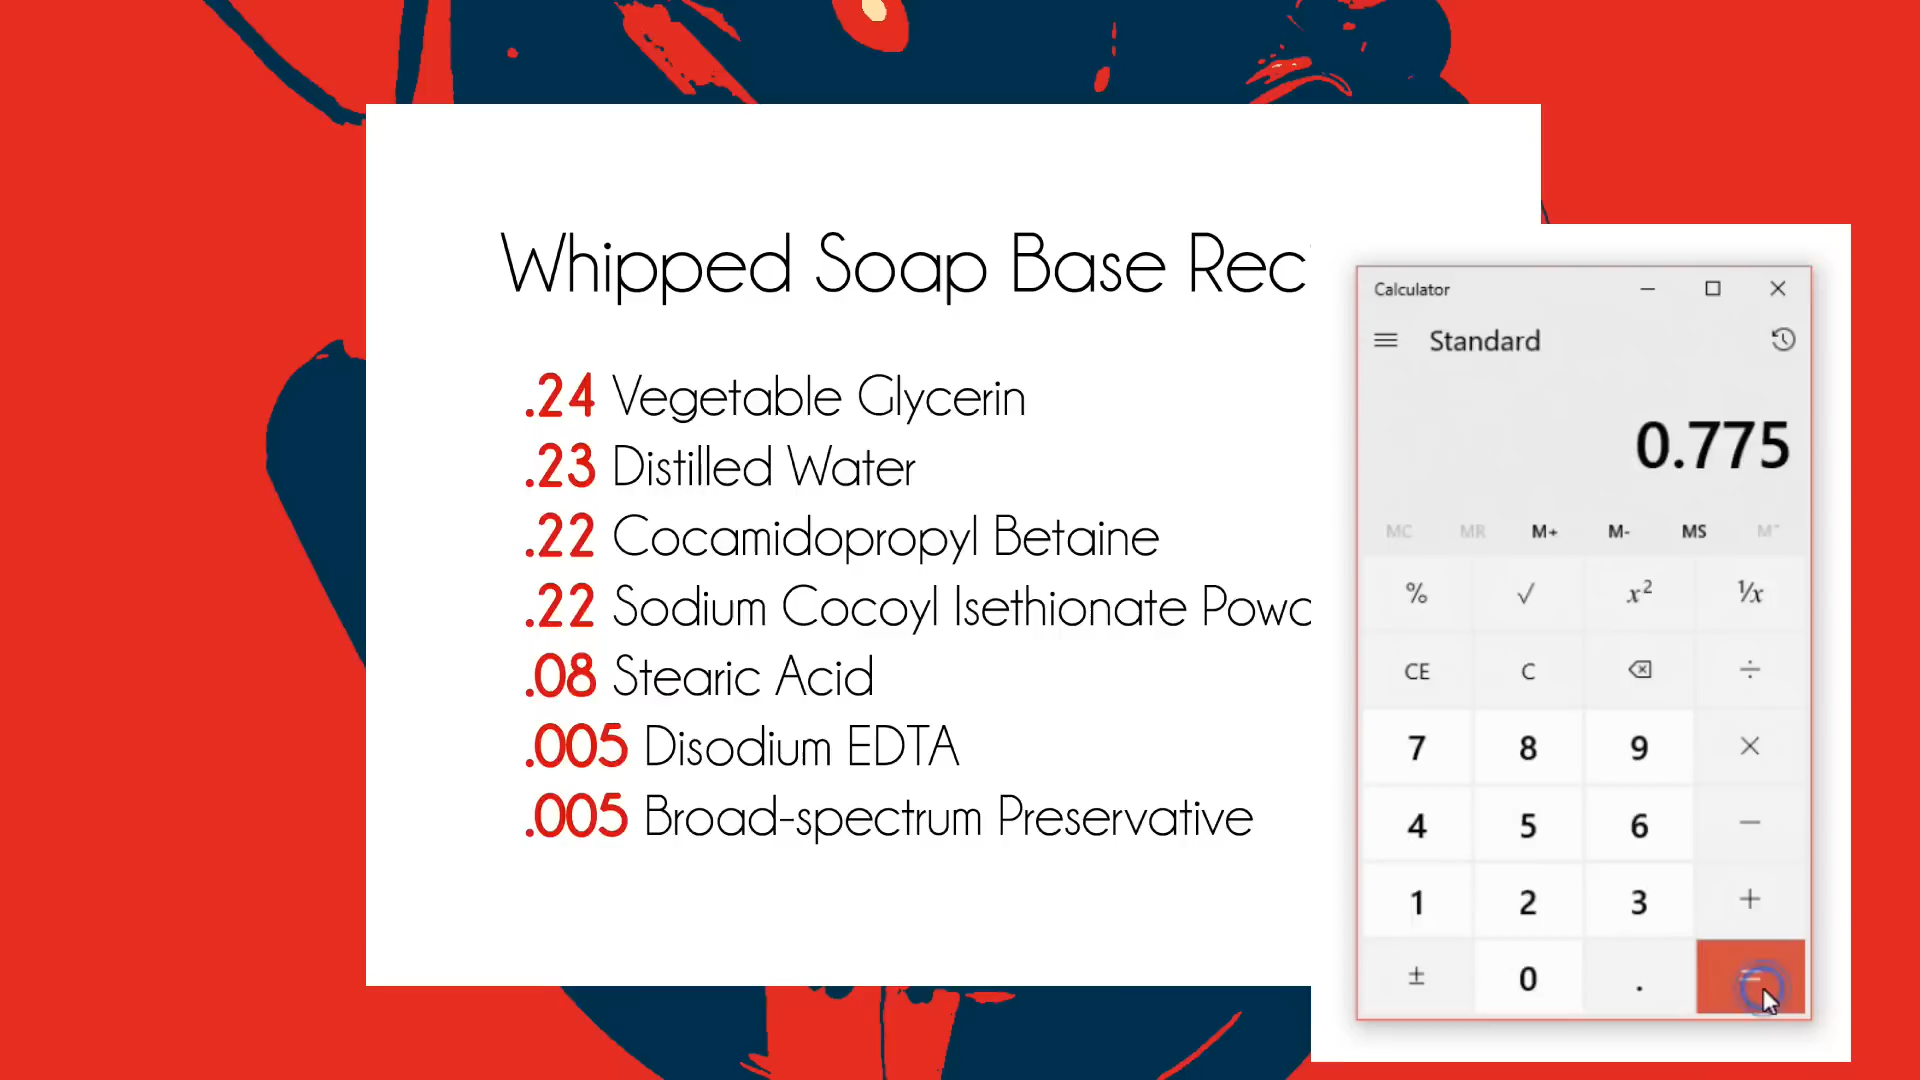 Whipped Soap Base Rec
.24 Vegetable Glycerin
.23 Distilled Water
.22 Cocamidopropyl Betaine
.22 Sodium Cocoyl Isethionate
.08 Stearic Acid
.005 Disodium EDTA
.005 Broad-spectrum Preservative
Calculator
Standard
0.775
MC MR M+ M- MS M˅
% √ x² ¹/x
CE C ÷
7 8 9 ×
4 5 6 −
1 2 3 +
± 0 . =